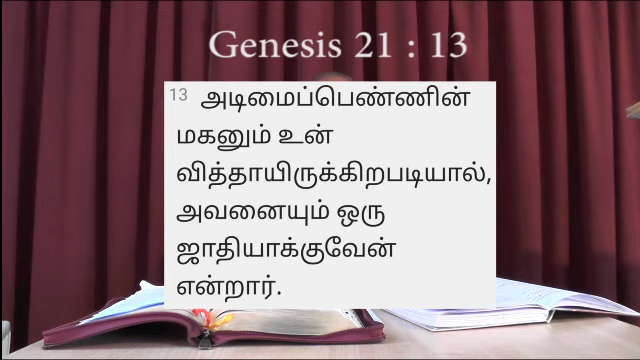 Genesis 21 : 13
13 அடிமைப்பெண்ணின்
மகனும் உன்
வித்தாயிருக்கிறபடியால்,
அவனையும் ஒரு
ஜாதியாக்குவேன்
என்றார்.